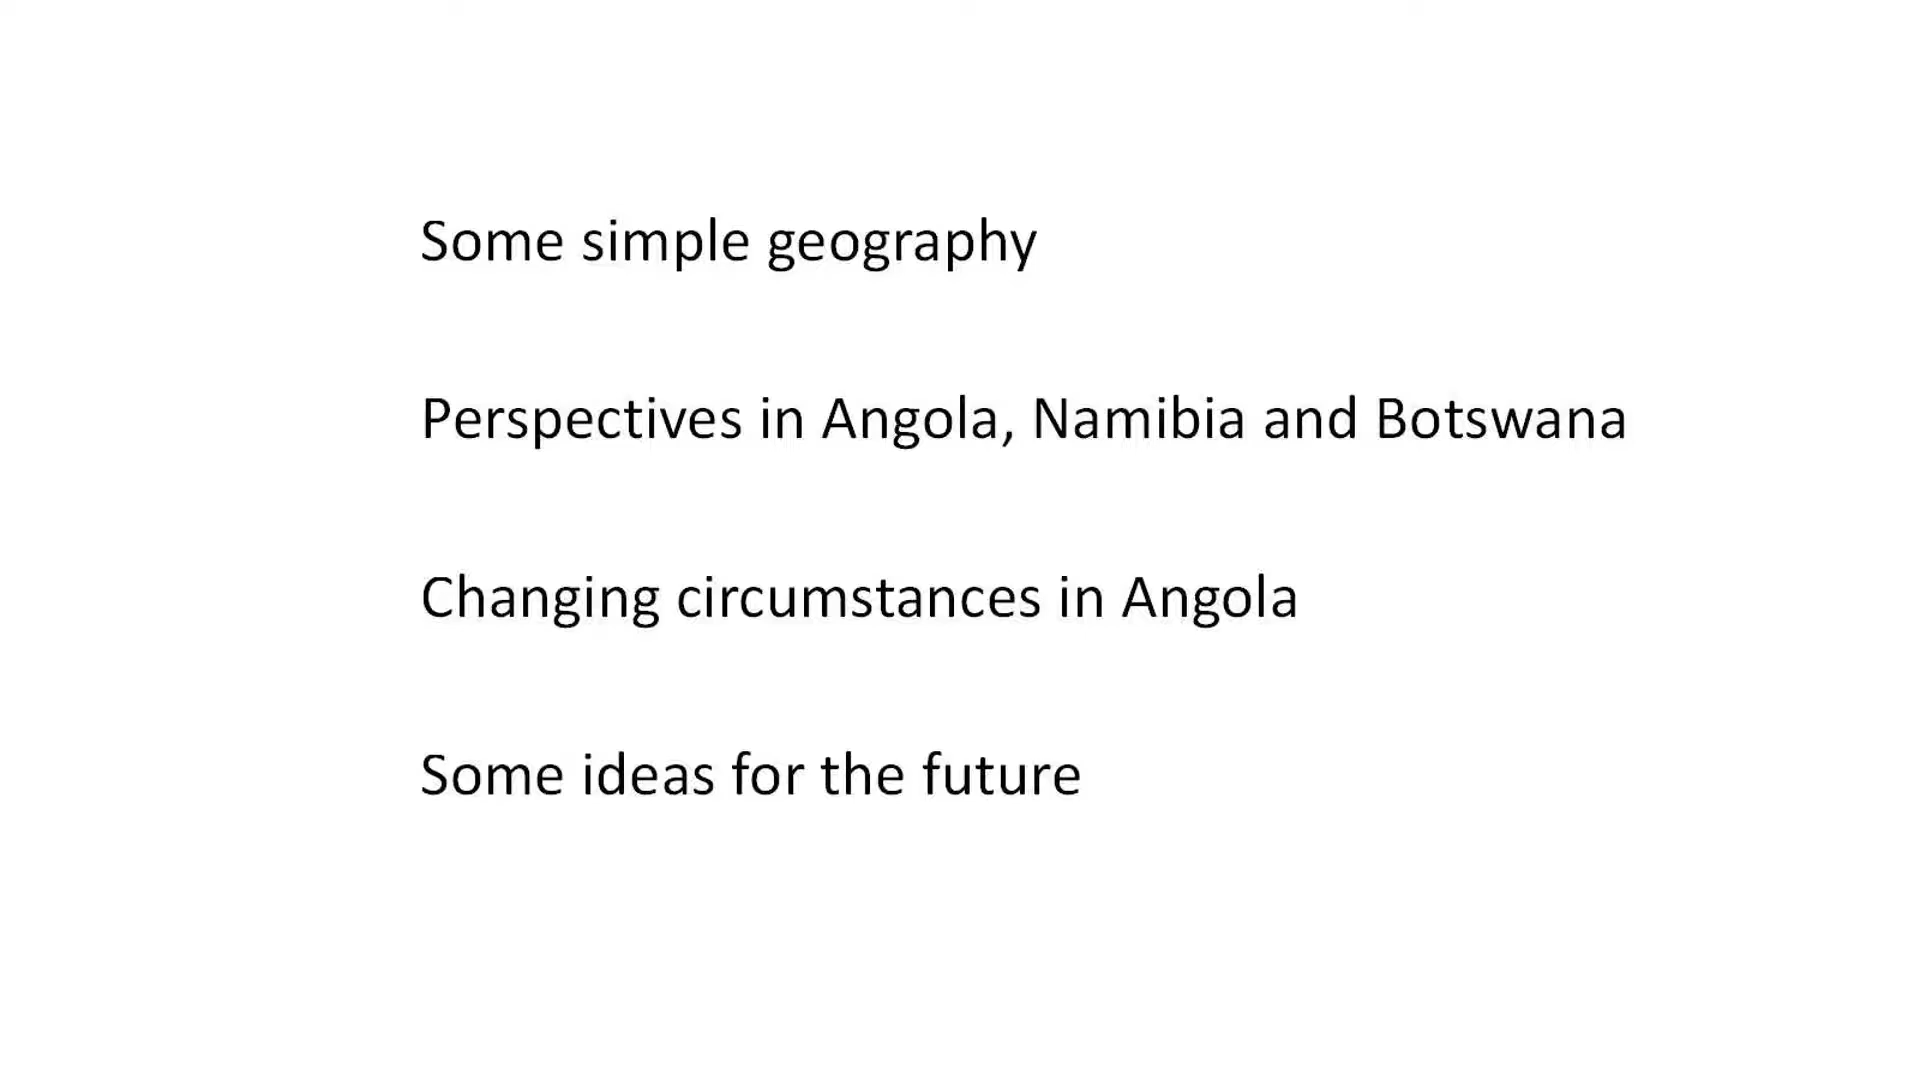 Some simple geography
Perspectives in Angola, Namibia and Botswana
Changing circumstances in Angola
Some ideas for the future